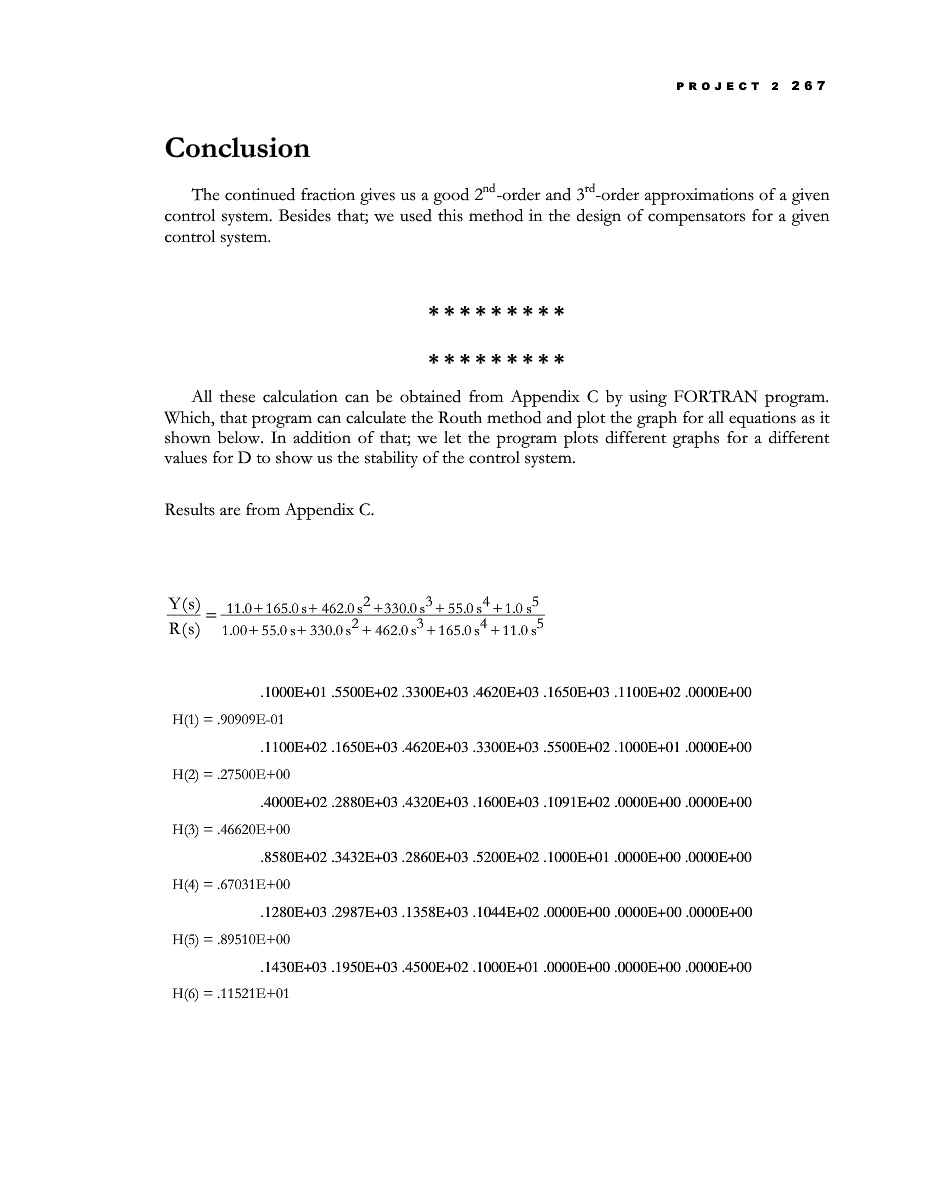 PROJECT 2 267
Conclusion
The continued fraction gives us a good 2nd-order and 3rd-order approximations of a given
control system. Besides that; we used this method in the design of compensators for a given
control system.
* * * * * * * * *
* * * * * * * * *
All these calculation can be obtained from Appendix C by using FORTRAN program.
Which, that program can calculate the Routh method and plot the graph for all equations as it
shown below. In addition of that; we let the program plots different graphs for a different
values for D to show us the stability of the control system.
Results are from Appendix C.
Y(s)/R(s) = (11.0+165.0 s+ 462.0 s^2 +330.0 s^3 + 55.0 s^4 +1.0 s^5)/(1.00+ 55.0 s+ 330.0 s^2 + 462.0 s^3 +165.0 s^4 +11.0 s^5)
.1000E+01 .5500E+02 .3300E+03 .4620E+03 .1650E+03 .1100E+02 .0000E+00
H(1) = .90909E-01
.1100E+02 .1650E+03 .4620E+03 .3300E+03 .5500E+02 .1000E+01 .0000E+00
H(2) = .27500E+00
.4000E+02 .2880E+03 .4320E+03 .1600E+03 .1091E+02 .0000E+00 .0000E+00
H(3) = .46620E+00
.8580E+02 .3432E+03 .2860E+03 .5200E+02 .1000E+01 .0000E+00 .0000E+00
H(4) = .67031E+00
.1280E+03 .2987E+03 .1358E+03 .1044E+02 .0000E+00 .0000E+00 .0000E+00
H(5) = .89510E+00
.1430E+03 .1950E+03 .4500E+02 .1000E+01 .0000E+00 .0000E+00 .0000E+00
H(6) = .11521E+01